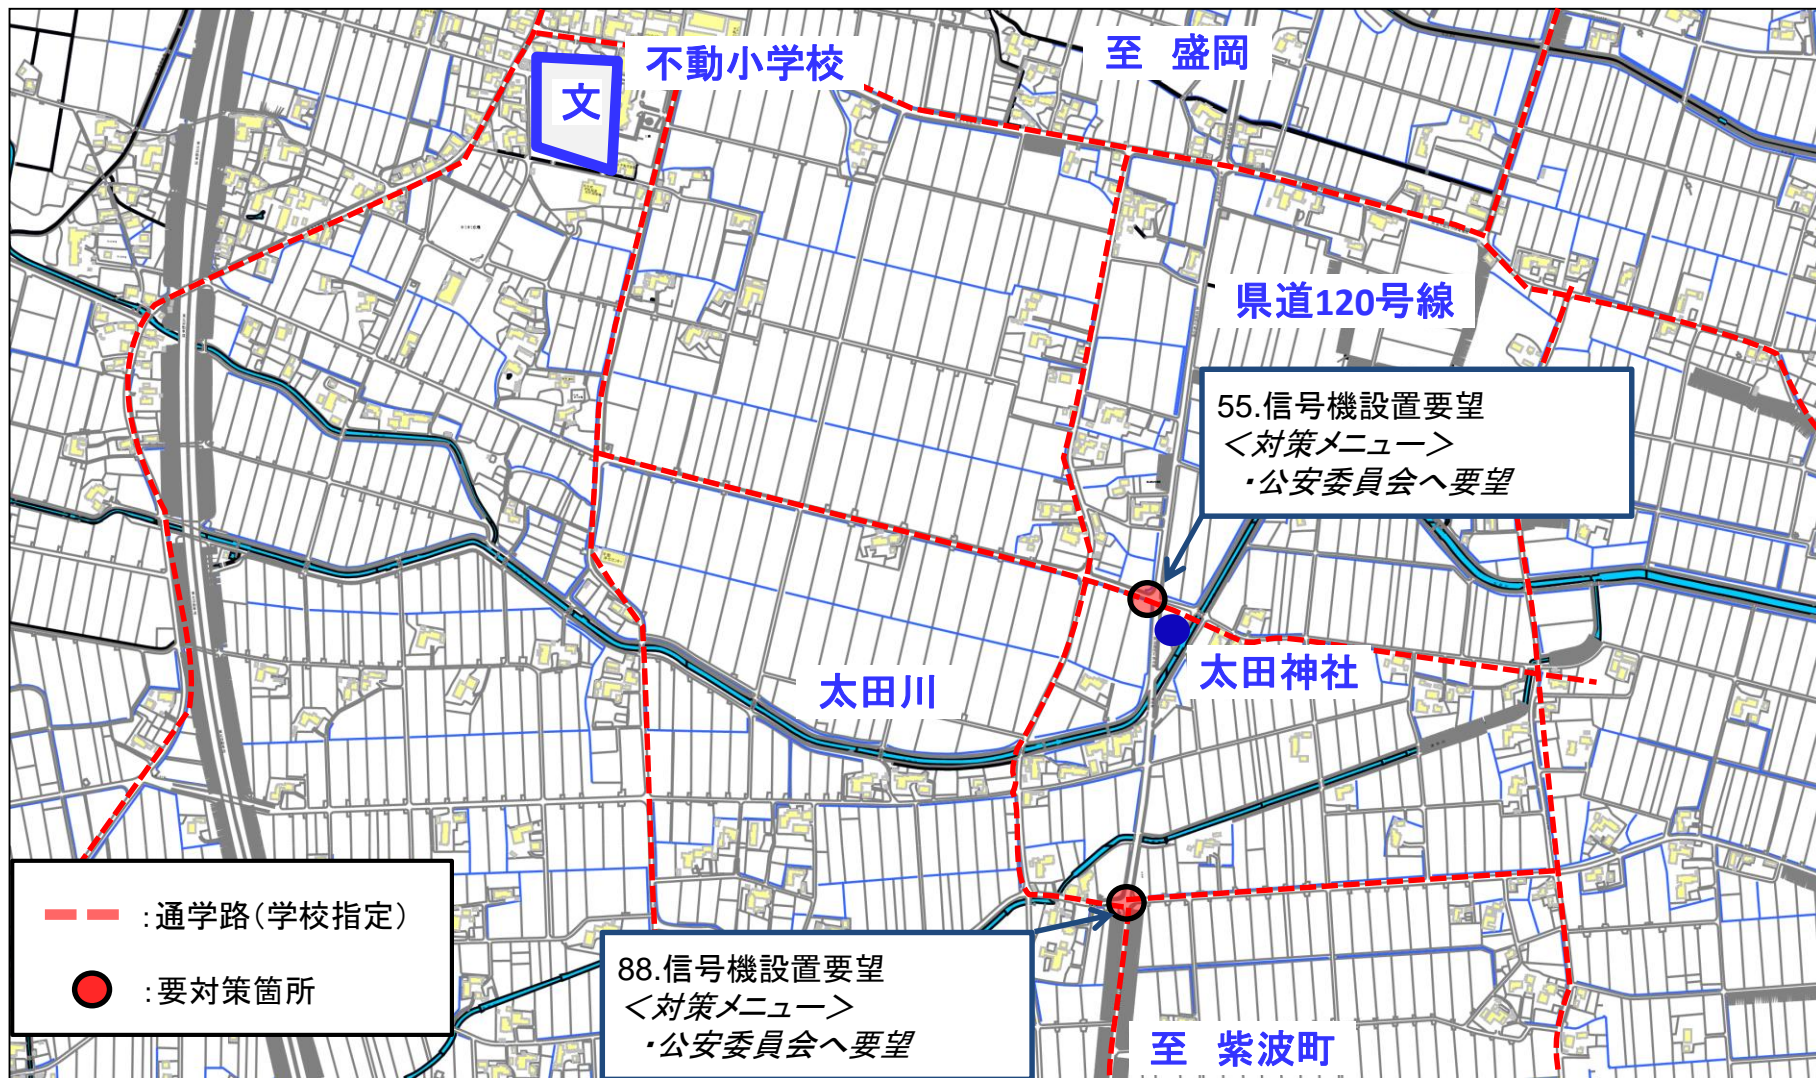 不動小学校
至 盛岡
文
県道120号線
55.信号機設置要望
＜対策メニュー＞
・公安委員会へ要望
太田神社
太田川
:通学路(学校指定)
:要対策箇所
88.信号機設置要望
＜対策メニュー＞
・公安委員会へ要望
至 紫波町